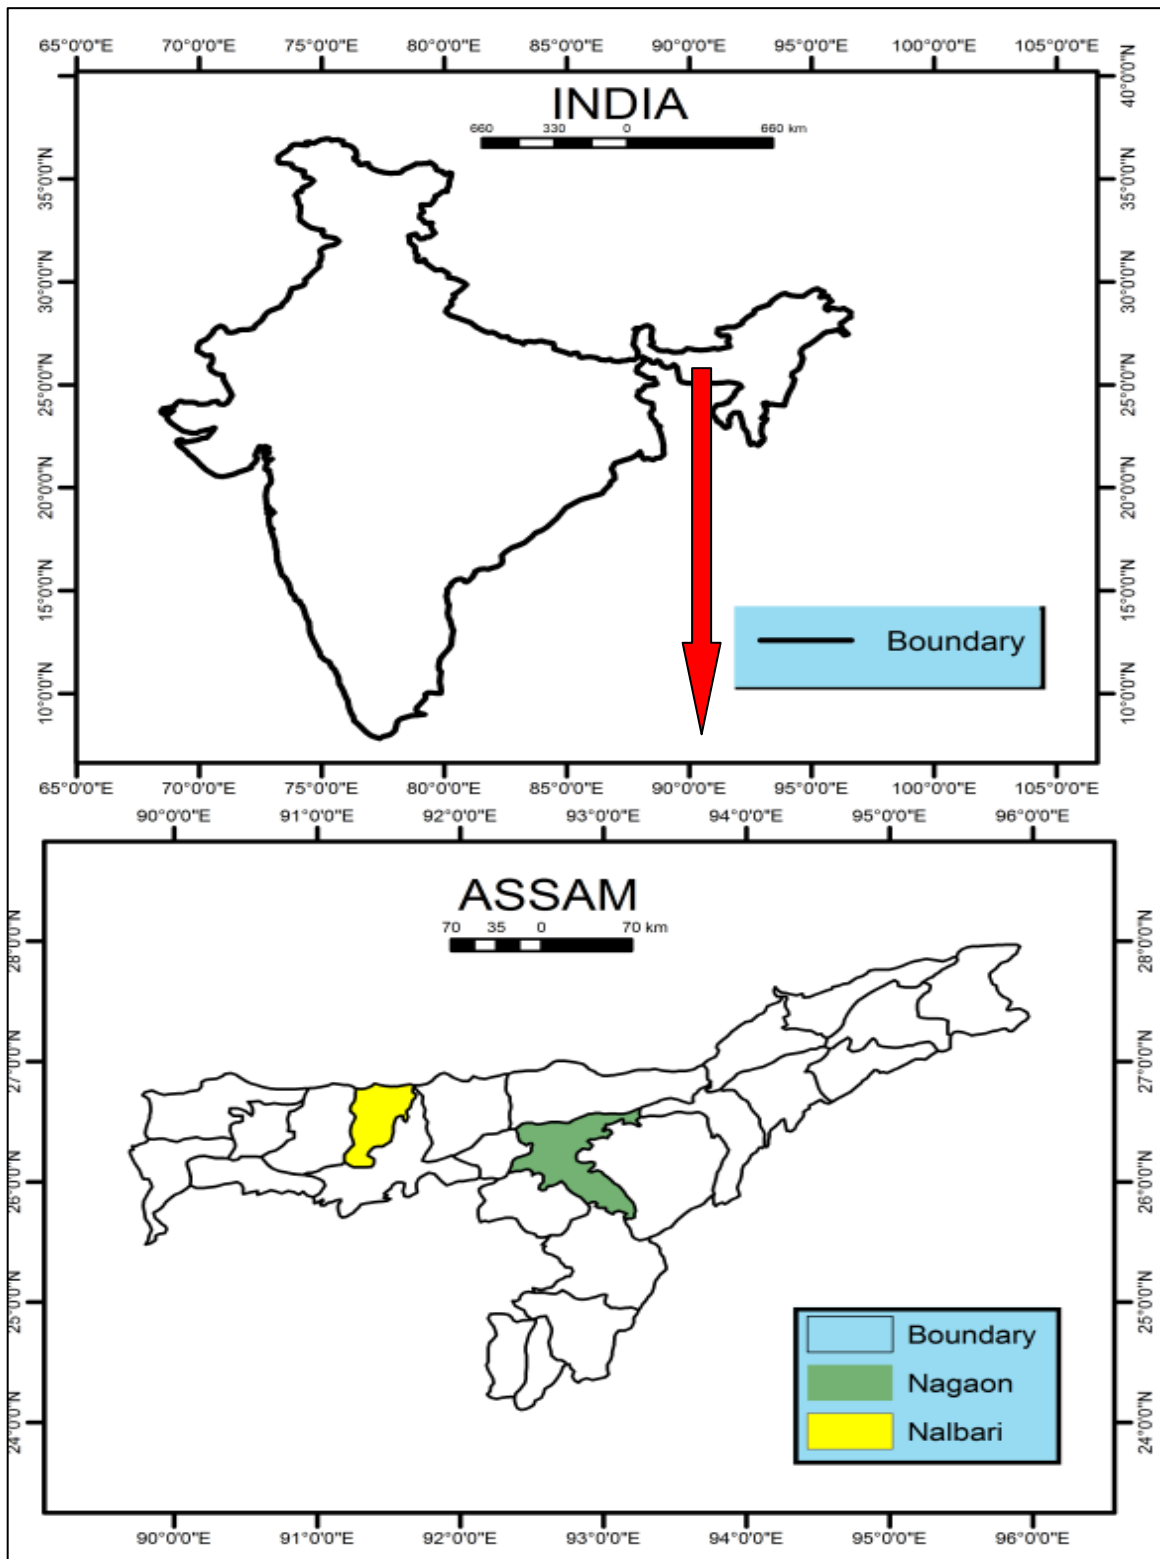 65°0'0"E 70°0'0"E 75°0'0"E 80°0'0"E 85°0'0"E 90°0'0"E 95°0'0"E 100°0'0"E 105°0'0"E
INDIA
660 330 0 660 km
40°0'0"N
35°0'0"N 35°0'0"N
30°0'0"N 30°0'0"N
25°0'0"N 25°0'0"N
20°0'0"N 20°0'0"N
15°0'0"N 15°0'0"N
10°0'0"N 10°0'0"N
Boundary
65°0'0"E 70°0'0"E 75°0'0"E 80°0'0"E 85°0'0"E 90°0'0"E 95°0'0"E 100°0'0"E 105°0'0"E
90°0'0"E 91°0'0"E 92°0'0"E 93°0'0"E 94°0'0"E 95°0'0"E 96°0'0"E
ASSAM
70 35 0 70 km
28°0'0"N 28°0'0"N
27°0'0"N 27°0'0"N
26°0'0"N 26°0'0"N
25°0'0"N 25°0'0"N
24°0'0"N 24°0'0"N
Boundary
Nagaon
Nalbari
90°0'0"E 91°0'0"E 92°0'0"E 93°0'0"E 94°0'0"E 95°0'0"E 96°0'0"E